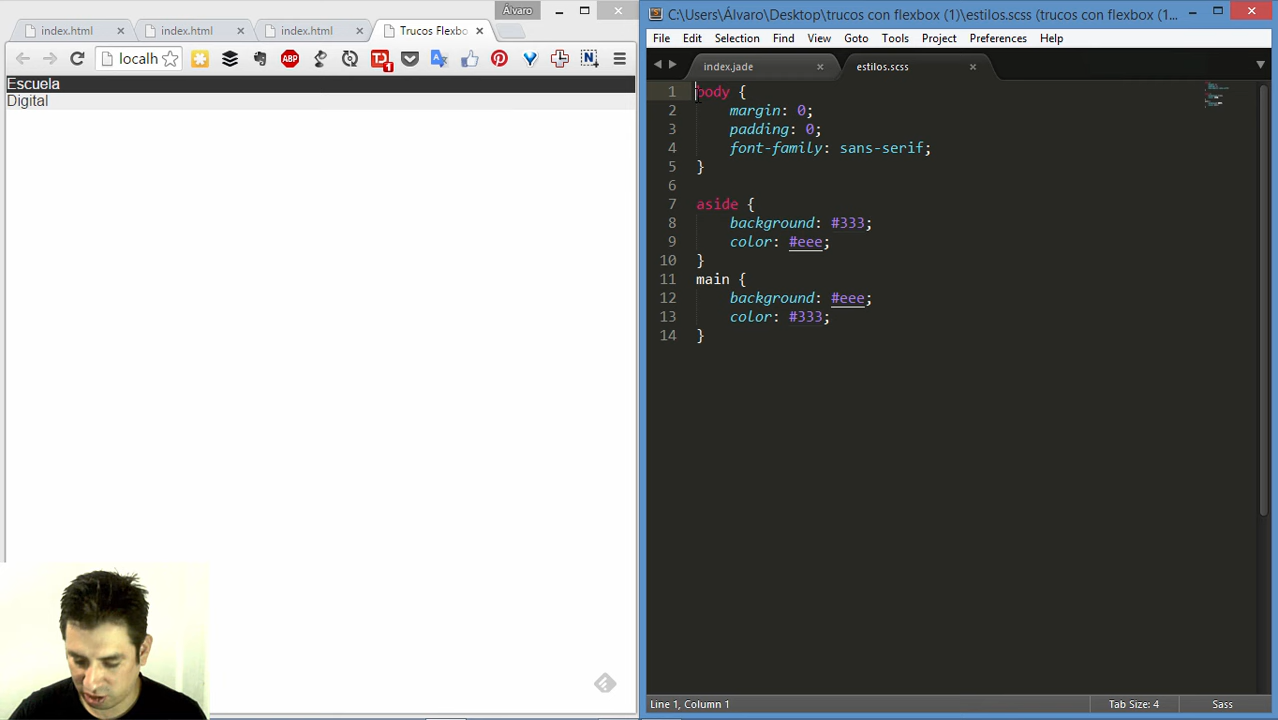 Álvaro
index.html
index.html
index.html
Trucos Flexbo
localh
ABP
TD
1
N
Escuela
Digital
C:\Users\Álvaro\Desktop\trucos con flexbox (1)\estilos.scss (trucos con flexbox (1...
File Edit Selection Find View Goto Tools Project Preferences Help
index.jade
estilos.scss
1 body {
2 margin: 0;
3 padding: 0;
4 font-family: sans-serif;
5 }
6
7 aside {
8 background: #333;
9 color: #eee;
10 }
11 main {
12 background: #eee;
13 color: #333;
14 }
Line 1, Column 1
Tab Size: 4
Sass